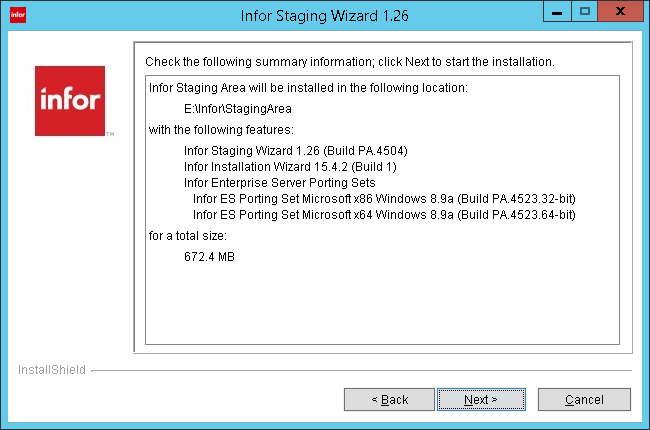 infor
Infor Staging Wizard 1.26
infor
TM
Check the following summary information; click Next to start the installation.
Infor Staging Area will be installed in the following location:
E:\Infor\StagingArea
with the following features:
Infor Staging Wizard 1.26 (Build PA.4504)
Infor Installation Wizard 15.4.2 (Build 1)
Infor Enterprise Server Porting Sets
Infor ES Porting Set Microsoft x86 Windows 8.9a (Build PA.4523.32-bit)
Infor ES Porting Set Microsoft x64 Windows 8.9a (Build PA.4523.64-bit)
for a total size:
672.4 MB
InstallShield
< Back
Next >
Cancel